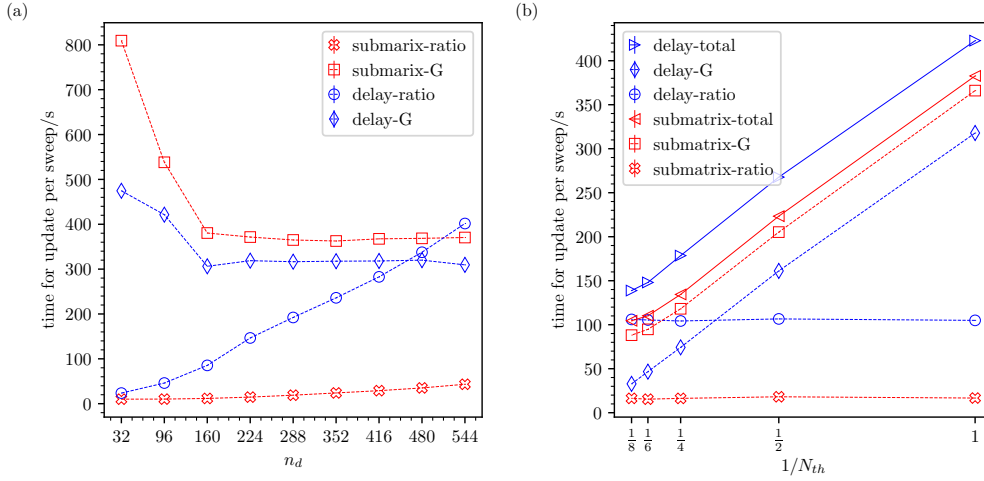 (a)
time for update per sweep/s
800
700
600
500
400
300
200
100
0
submarix-ratio
submarix-G
delay-ratio
delay-G
32 96 160 224 288 352 416 480 544
n_d
(b)
time for update per sweep/s
400
350
300
250
200
150
100
50
0
delay-total
delay-G
delay-ratio
submatrix-total
submatrix-G
submatrix-ratio
1/8 1/6 1/4 1/2 1
1/N_{th}